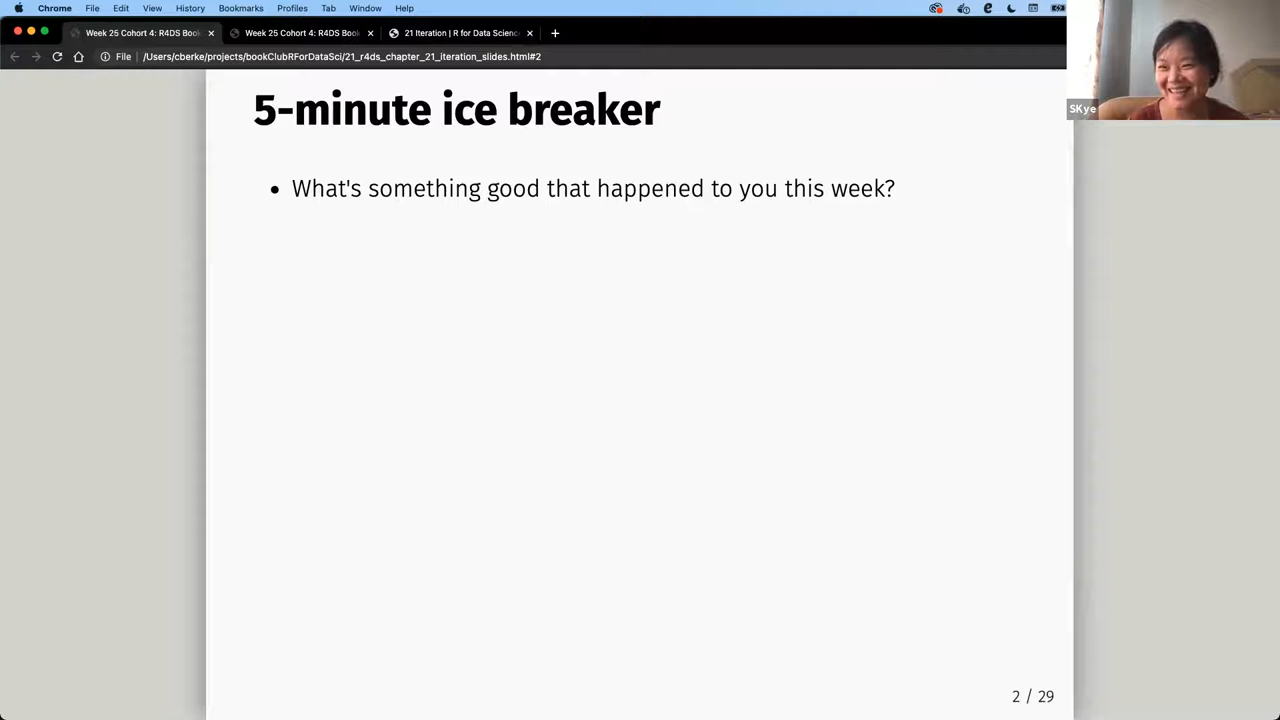 Chrome File Edit View History Bookmarks Profiles Tab Window Help
Week 25 Cohort 4: R4DS Boo
Week 25 Cohort 4: R4DS Boo
21 Iteration | R for Data Scienc
File /Users/cberke/projects/bookClubRForDataSci/21_r4ds_chapter_21_iteration_slides.html#2
SKye
5-minute ice breaker
• What's something good that happened to you this week?
2 / 29